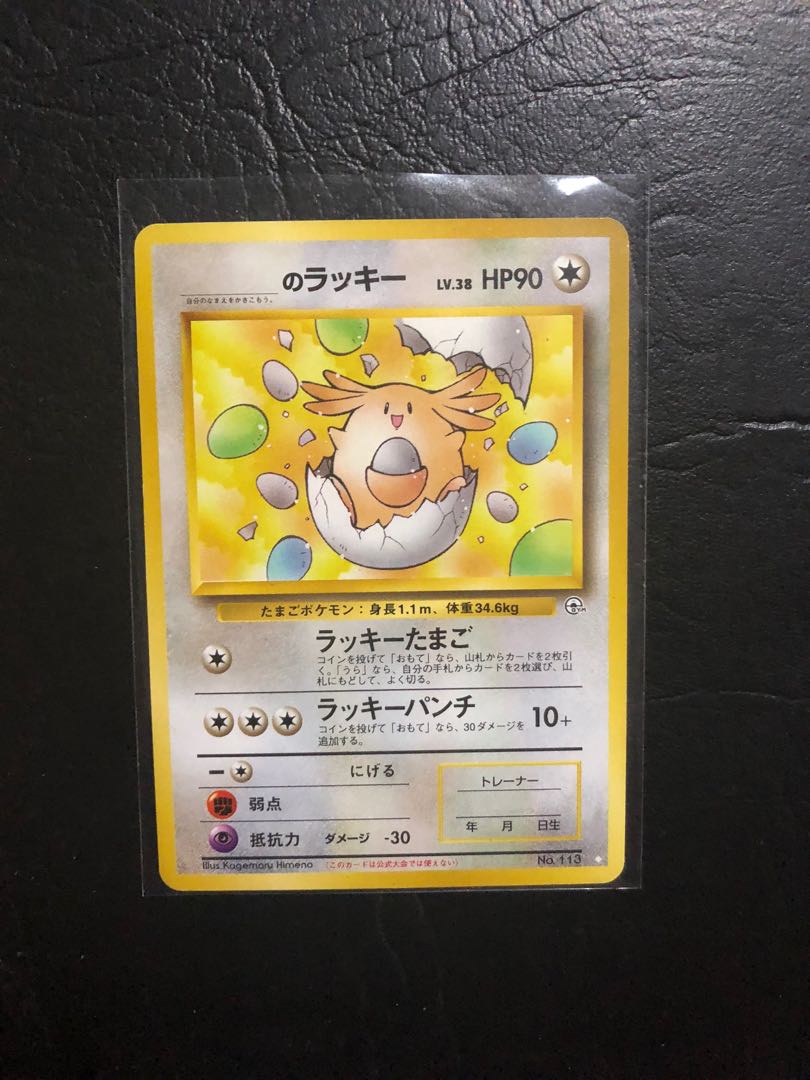 のラッキー LV.38 HP90
自分のなまえをかきこもう。
たまごポケモン：身長1.1m、体重34.6kg
GYM
ラッキーたまご
コインを投げて「おもて」なら、山札からカードを2枚引
く。「うら」なら、自分の手札からカードを2枚選び、山
札にもどして、よく切る。
ラッキーパンチ 10+
コインを投げて「おもて」なら、30ダメージを
追加する。
にげる
弱点
抵抗力 ダメージ -30
トレーナー
年 月 日生
Illus Kagemaru Himeno (このカードは公式大会では使えない) No. 113